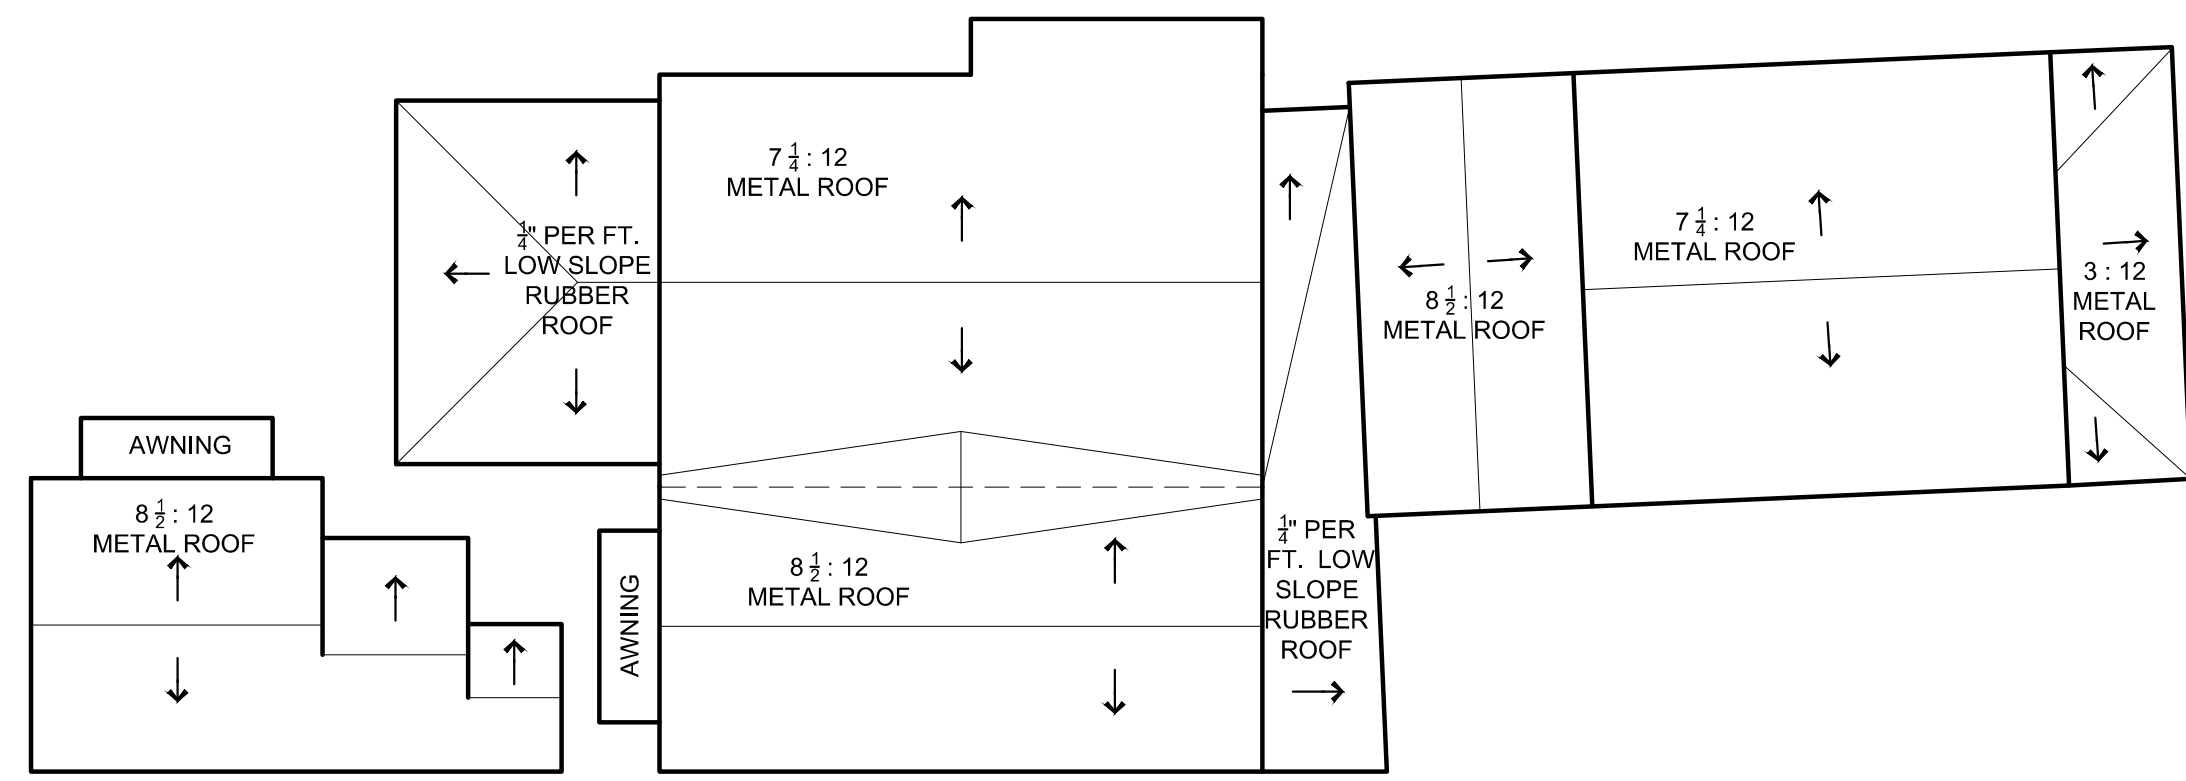 7 1/4 : 12
METAL ROOF
1/4" PER FT.
LOW SLOPE
RUBBER
ROOF
7 1/4 : 12
METAL ROOF
8 1/2 : 12
METAL ROOF
3 : 12
METAL
ROOF
AWNING
8 1/2 : 12
METAL ROOF
AWNING
8 1/2 : 12
METAL ROOF
1/4" PER
FT. LOW
SLOPE
RUBBER
ROOF